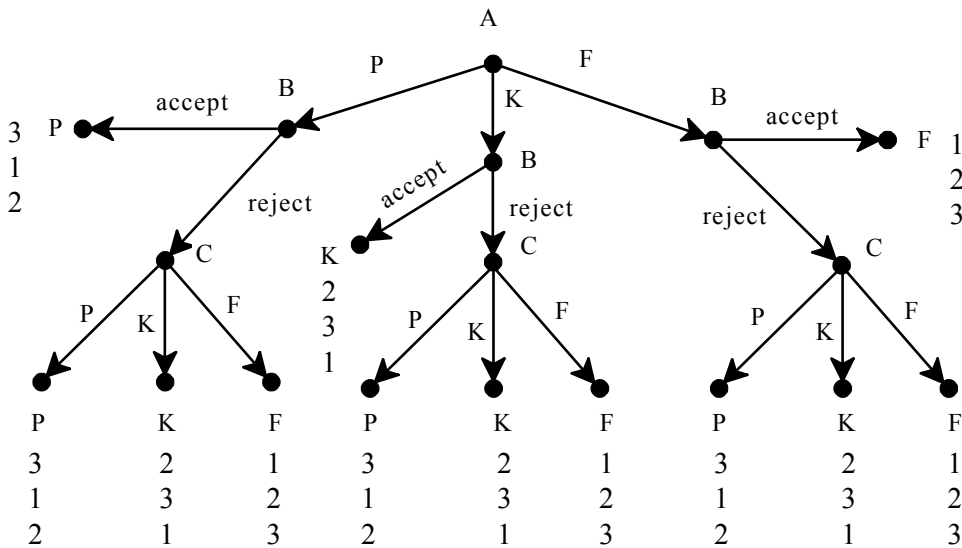 A
P
F
B
B
K
accept
accept
3 P
F 1
1
2
2
3
B
accept
reject
reject
reject
C
K
C
C
2
3
1
P
K
F
P
K
F
P
K
F
P K F P K F P K F
3 2 1 3 2 1 3 2 1
1 3 2 1 3 2 1 3 2
2 1 3 2 1 3 2 1 3